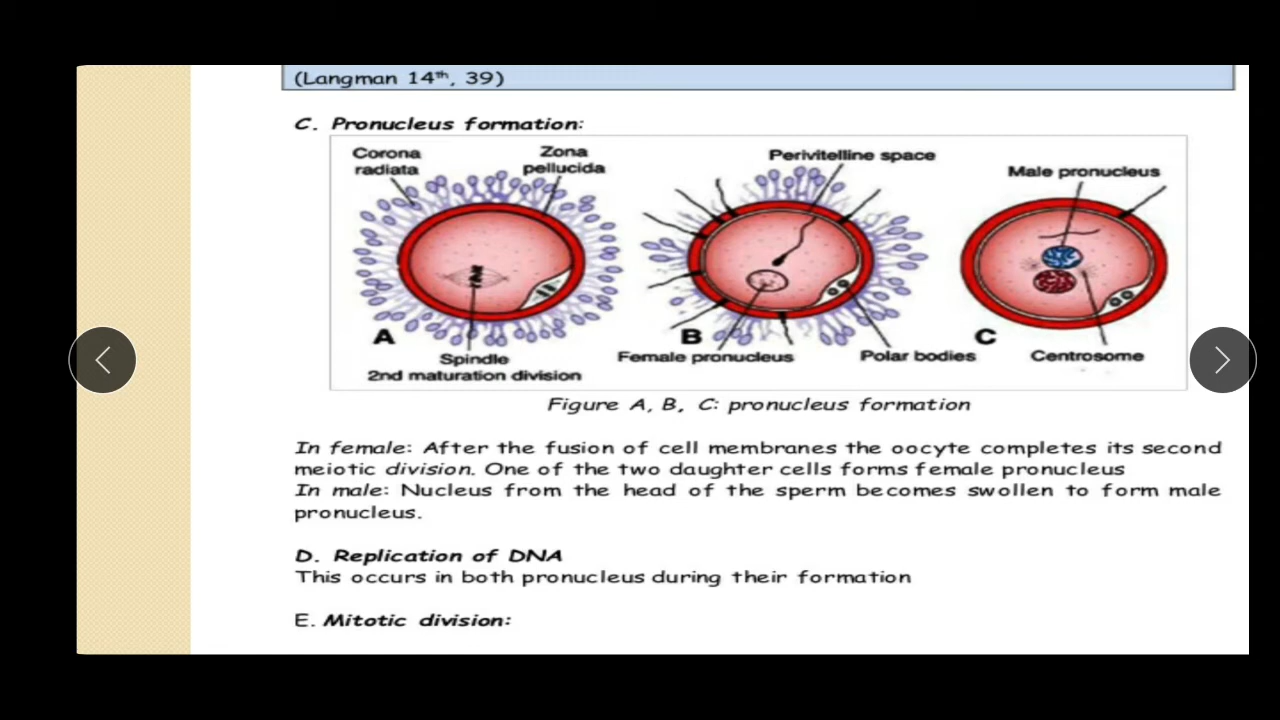 (Langman 14th, 39)
C. Pronucleus formation:
Corona
radiata
Zona
pellucida
Perivitelline space
Male pronucleus
A
B
C
Spindle
2nd maturation division
Female pronucleus
Polar bodies
Centrosome
Figure A, B, C: pronucleus formation
In female: After the fusion of cell membranes the oocyte completes its second
meiotic division. One of the two daughter cells forms female pronucleus
In male: Nucleus from the head of the sperm becomes swollen to form male
pronucleus.
D. Replication of DNA
This occurs in both pronucleus during their formation
E. Mitotic division: